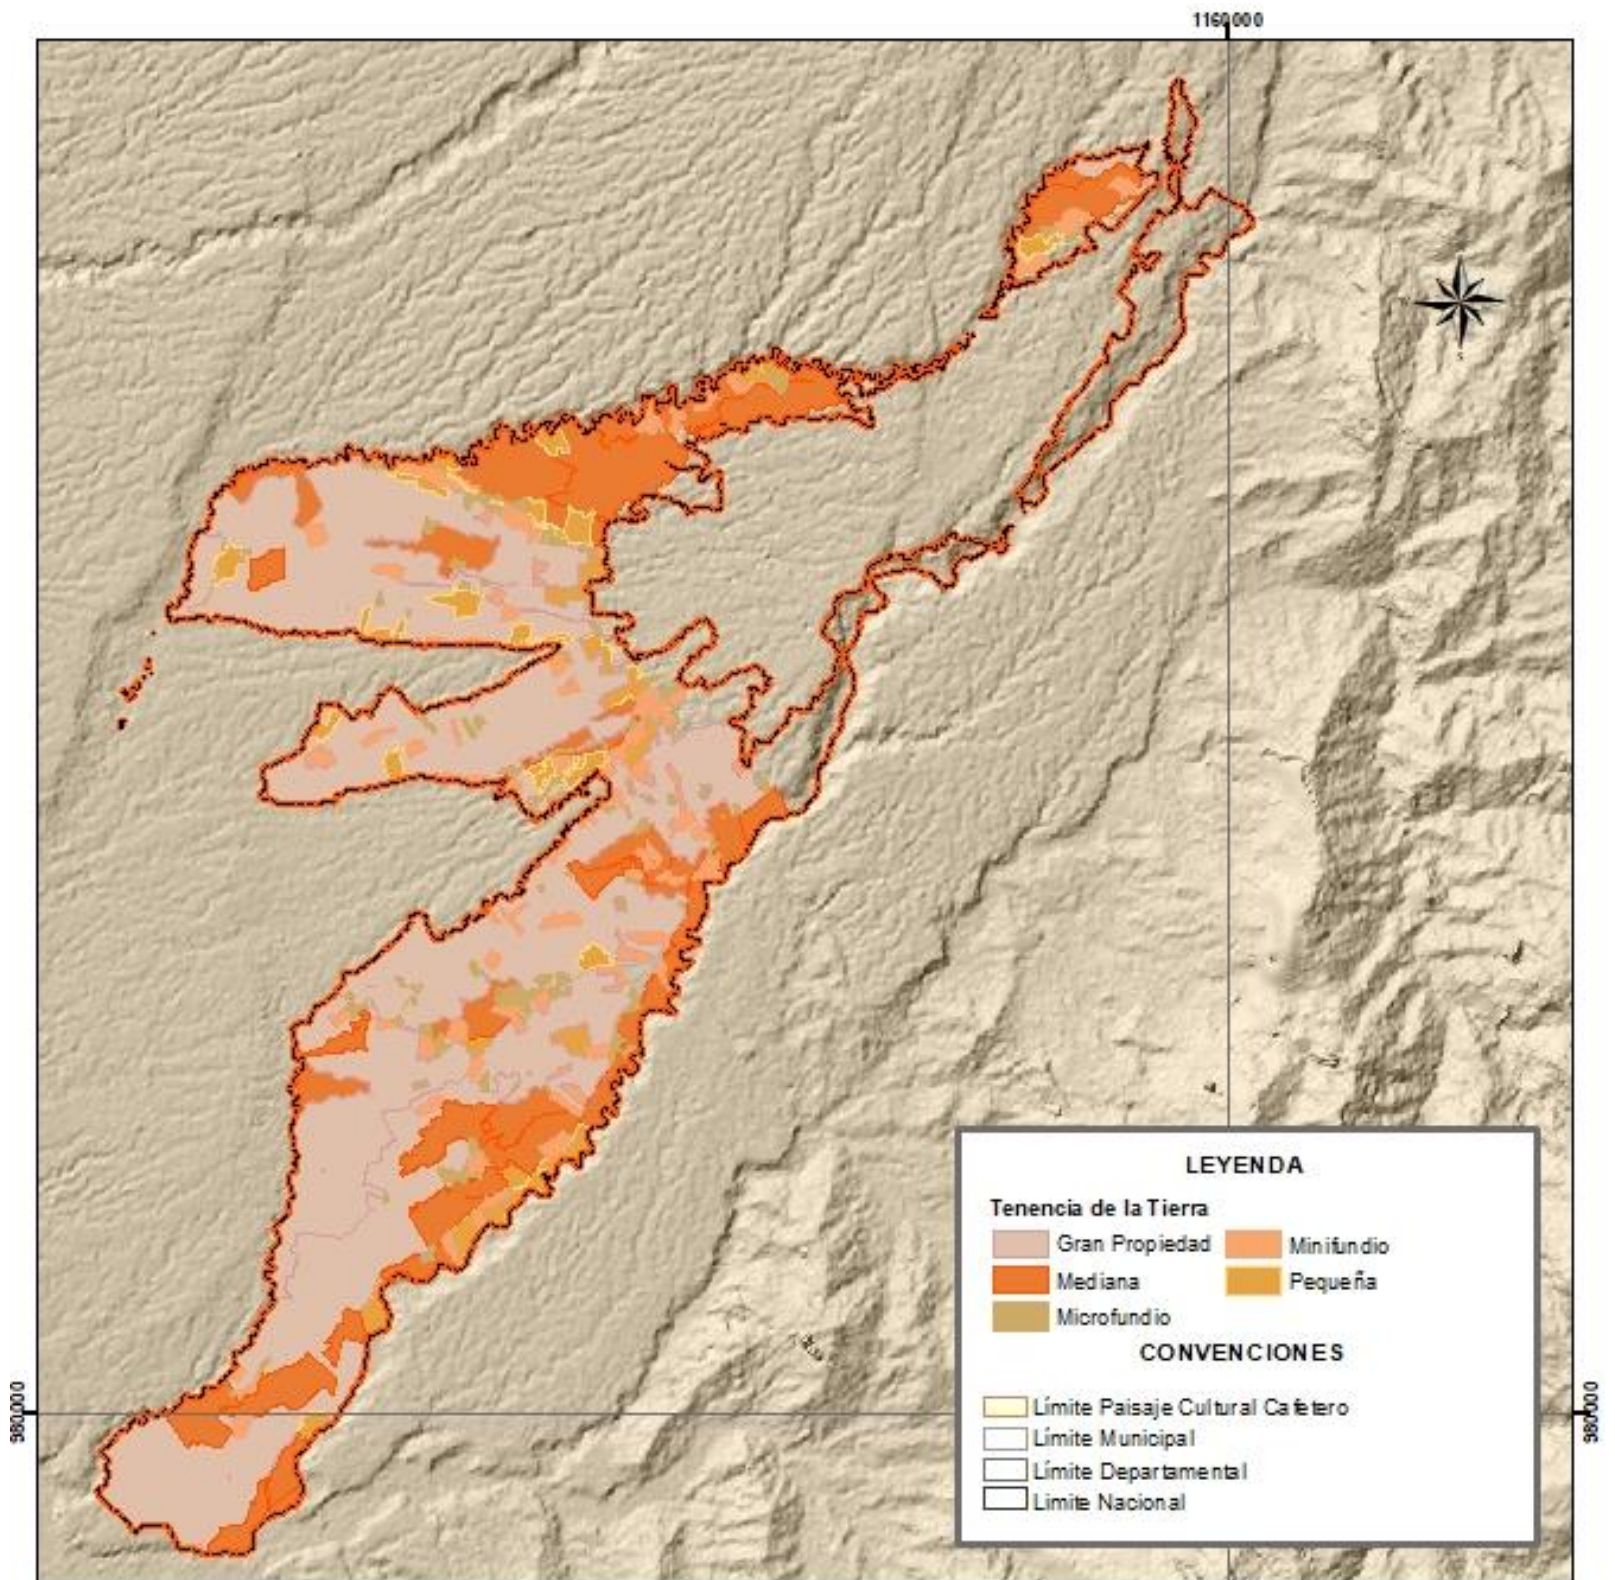 1160000
S
LEYENDA
Tenencia de la Tierra
Gran Propiedad
Minifundio
Mediana
Pequeña
Microfundio
CONVENCIONES
Límite Paisaje Cultural Cafetero
Límite Municipal
Límite Departamental
Limite Nacional
980000
980000